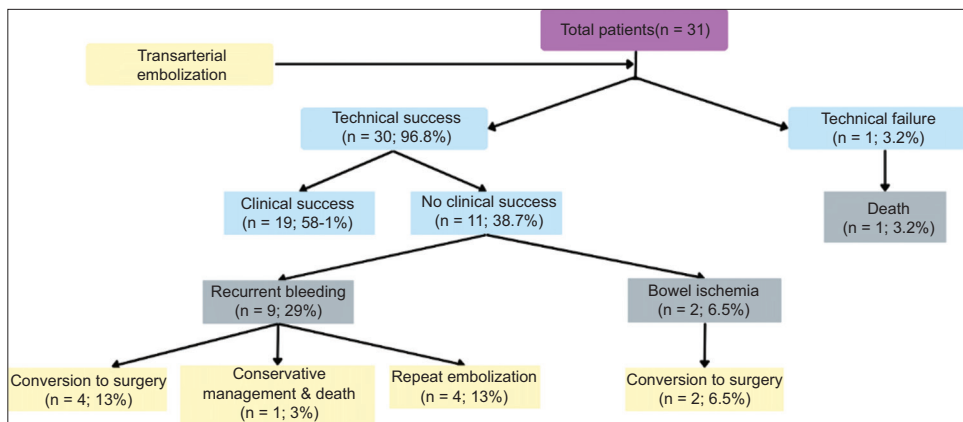 Total patients(n = 31)
Transarterial
embolization
Technical success
(n = 30; 96.8%)
Technical failure
(n = 1; 3.2%)
Clinical success
(n = 19; 58-1%)
No clinical success
(n = 11; 38.7%)
Death
(n = 1; 3.2%)
Recurrent bleeding
(n = 9; 29%)
Bowel ischemia
(n = 2; 6.5%)
Conversion to surgery
(n = 4; 13%)
Conservative
management & death
(n = 1; 3%)
Repeat embolization
(n = 4; 13%)
Conversion to surgery
(n = 2; 6.5%)